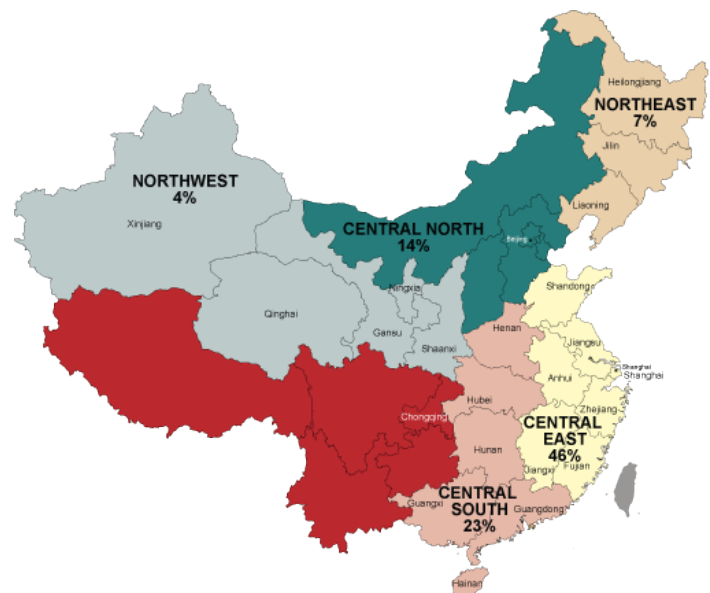 Heilongjiang
NORTHEAST
7%
Jilin
NORTHWEST
4%
Liaoning
Xinjiang
CENTRAL NORTH
14%
Beijing
Ningxia
Shandong
Qinghai
Gansu
Shaanxi
Henan
Jiangsu
Shanghai
Shanghai
Anhui
Hubei
Zhejiang
Chongqing
CENTRAL
EAST
46%
Hunan
Jiangxi
Fujian
CENTRAL
SOUTH
23%
Guangxi
Guangdong
Hainan